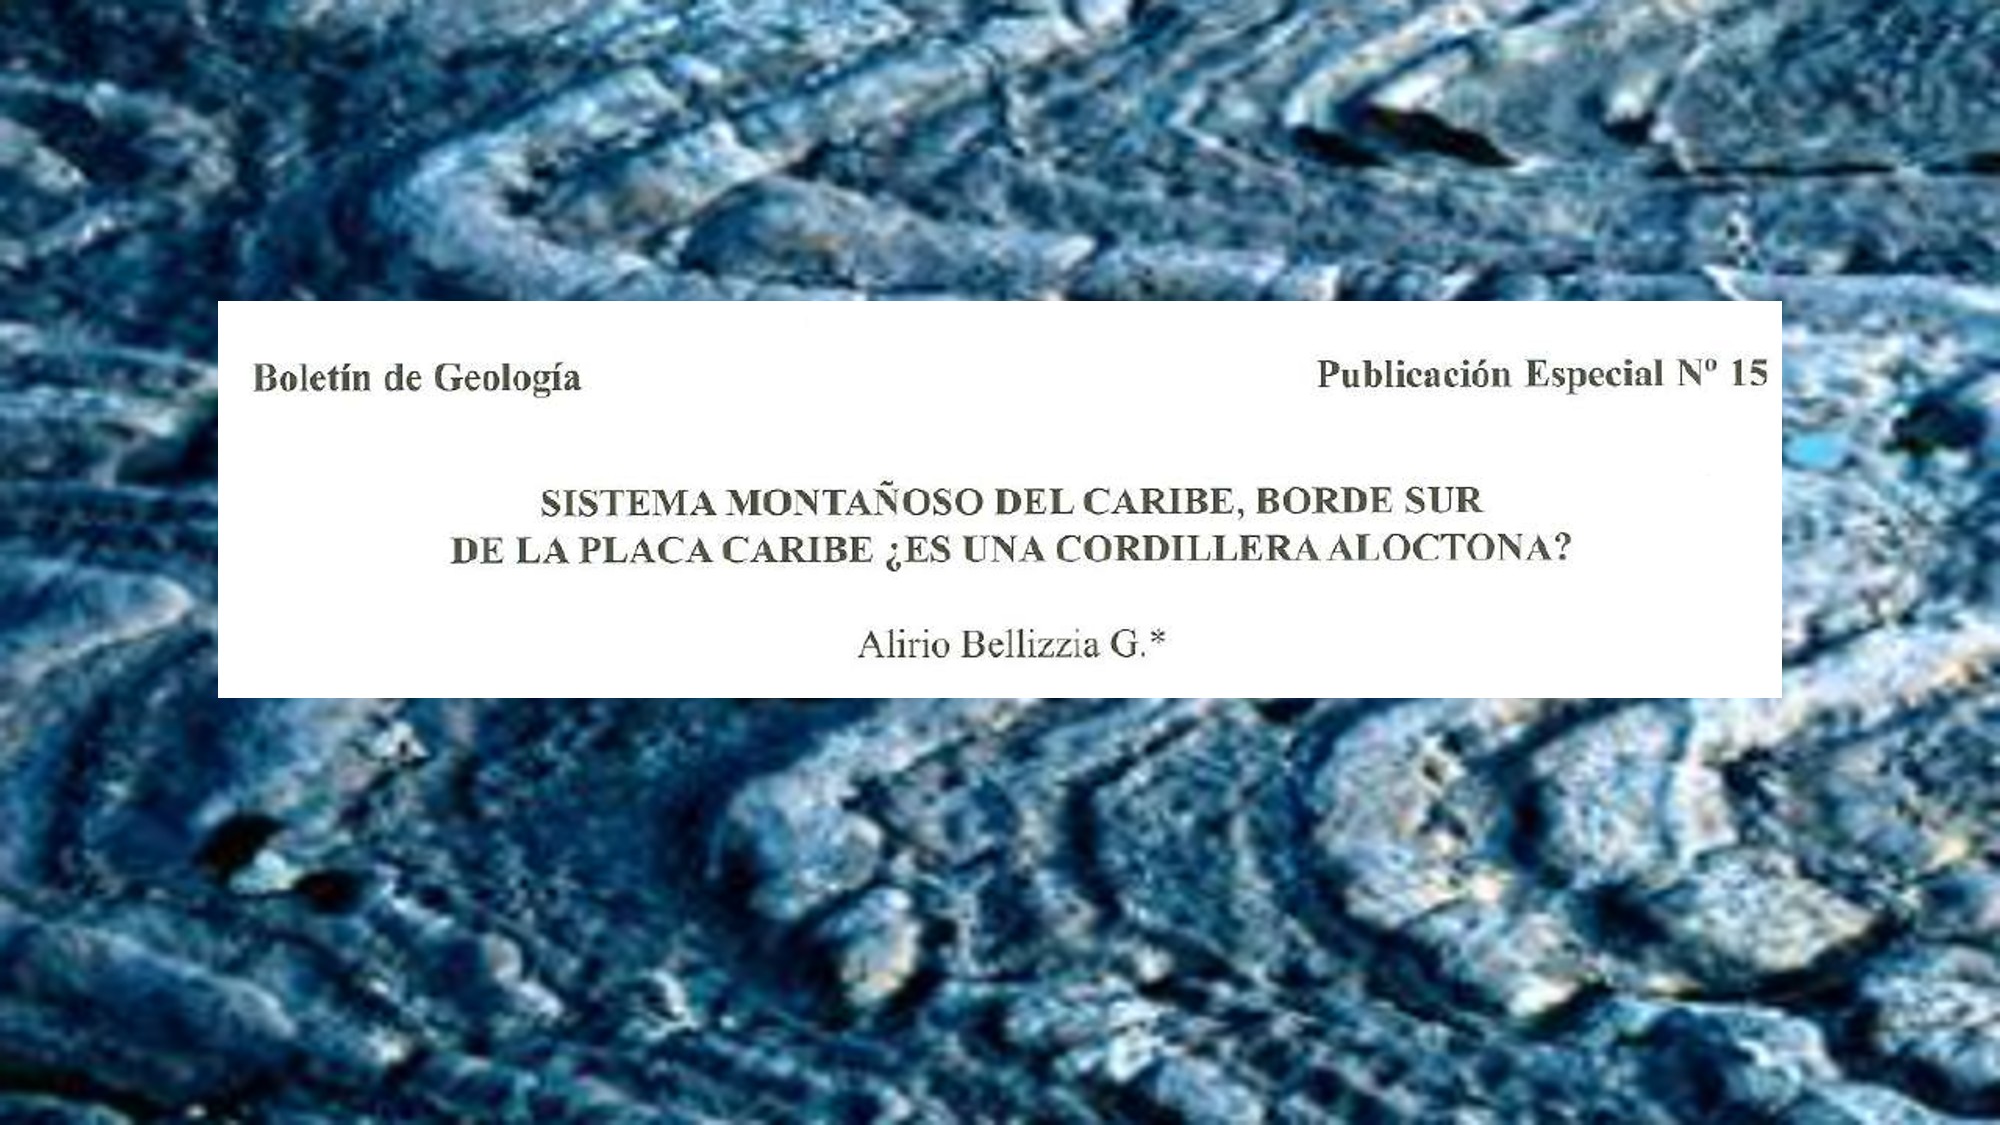 Boletín de Geología Publicación Especial Nº 15
SISTEMA MONTAÑOSO DEL CARIBE, BORDE SUR
DE LA PLACA CARIBE ¿ES UNA CORDILLERA ALOCTONA?
Alirio Bellizzia G.*